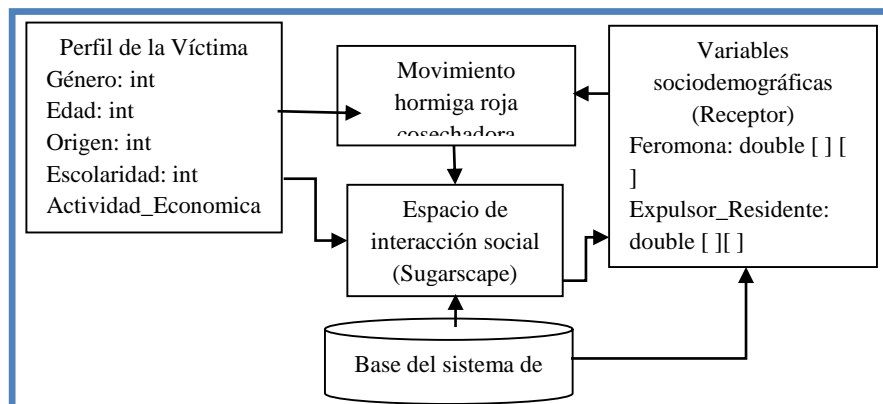 Perfil de la Víctima
Género: int
Edad: int
Origen: int
Escolaridad: int
Actividad_Economica
Movimiento
hormiga roja
cosechadora
Variables
sociodemográficas
(Receptor)
Feromona: double [ ] [
]
Expulsor_Residente:
double [ ][ ]
Espacio de
interacción social
(Sugarscape)
Base del sistema de